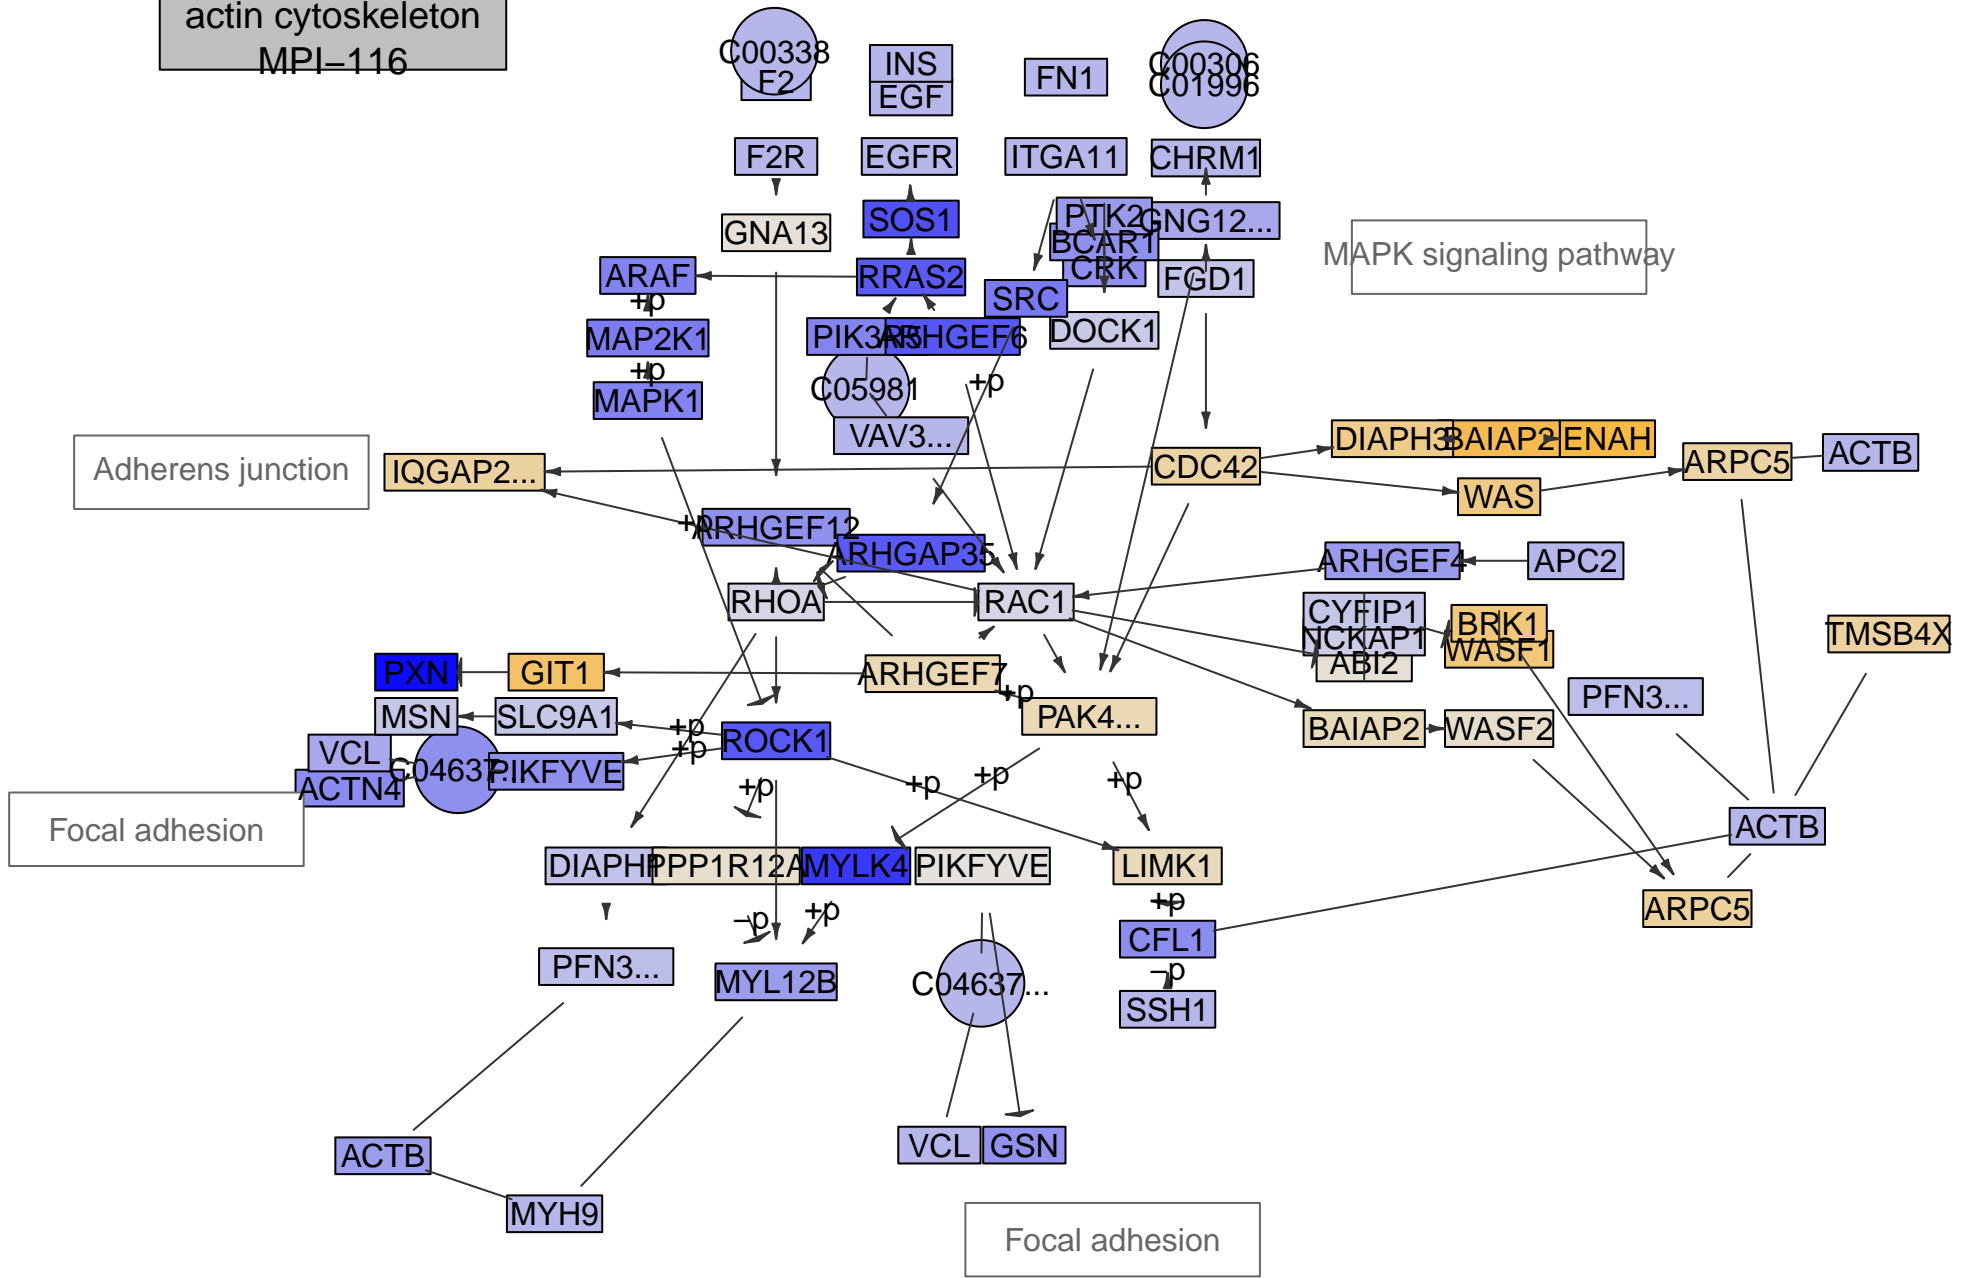 actin cytoskeleton
MPI−116
C00338
F2
INS
EGF
FN1
C00306
C01996
F2R
EGFR
ITGA11
CHRM1
GNA13
SOS1
PTK2
GNG12...
BCAR1
CRK
FGD1
MAPK signaling pathway
ARAF
RRAS2
SRC
+p
MAP2K1
ARHGEF6
DOCK1
+p
MAPK1
C05981
+p
VAV3...
Adherens junction
IQGAP2...
CDC42
DIAPH3
BAIAP2
ENAH
ARPC5
ACTB
WAS
+p
ARHGEF12
ARHGAP35
ARHGEF4
APC2
RHOA
RAC1
CYFIP1
NCKAP1
ABI2
BRK1
WASF1
TMSB4X
PXN
GIT1
ARHGEF7
+p
PFN3...
MSN
SLC9A1
+p
PAK4...
BAIAP2
WASF2
VCL
C04637...
PIKFYVE
+p
ROCK1
ACTN4
+p
+p
+p
+p
Focal adhesion
ACTB
PPP1R12A
MYLK4
PIKFYVE
LIMK1
−p
+p
+p
ARPC5
CFL1
PFN3...
MYL12B
C04637...
−p
SSH1
ACTB
VCL
GSN
MYH9
Focal adhesion